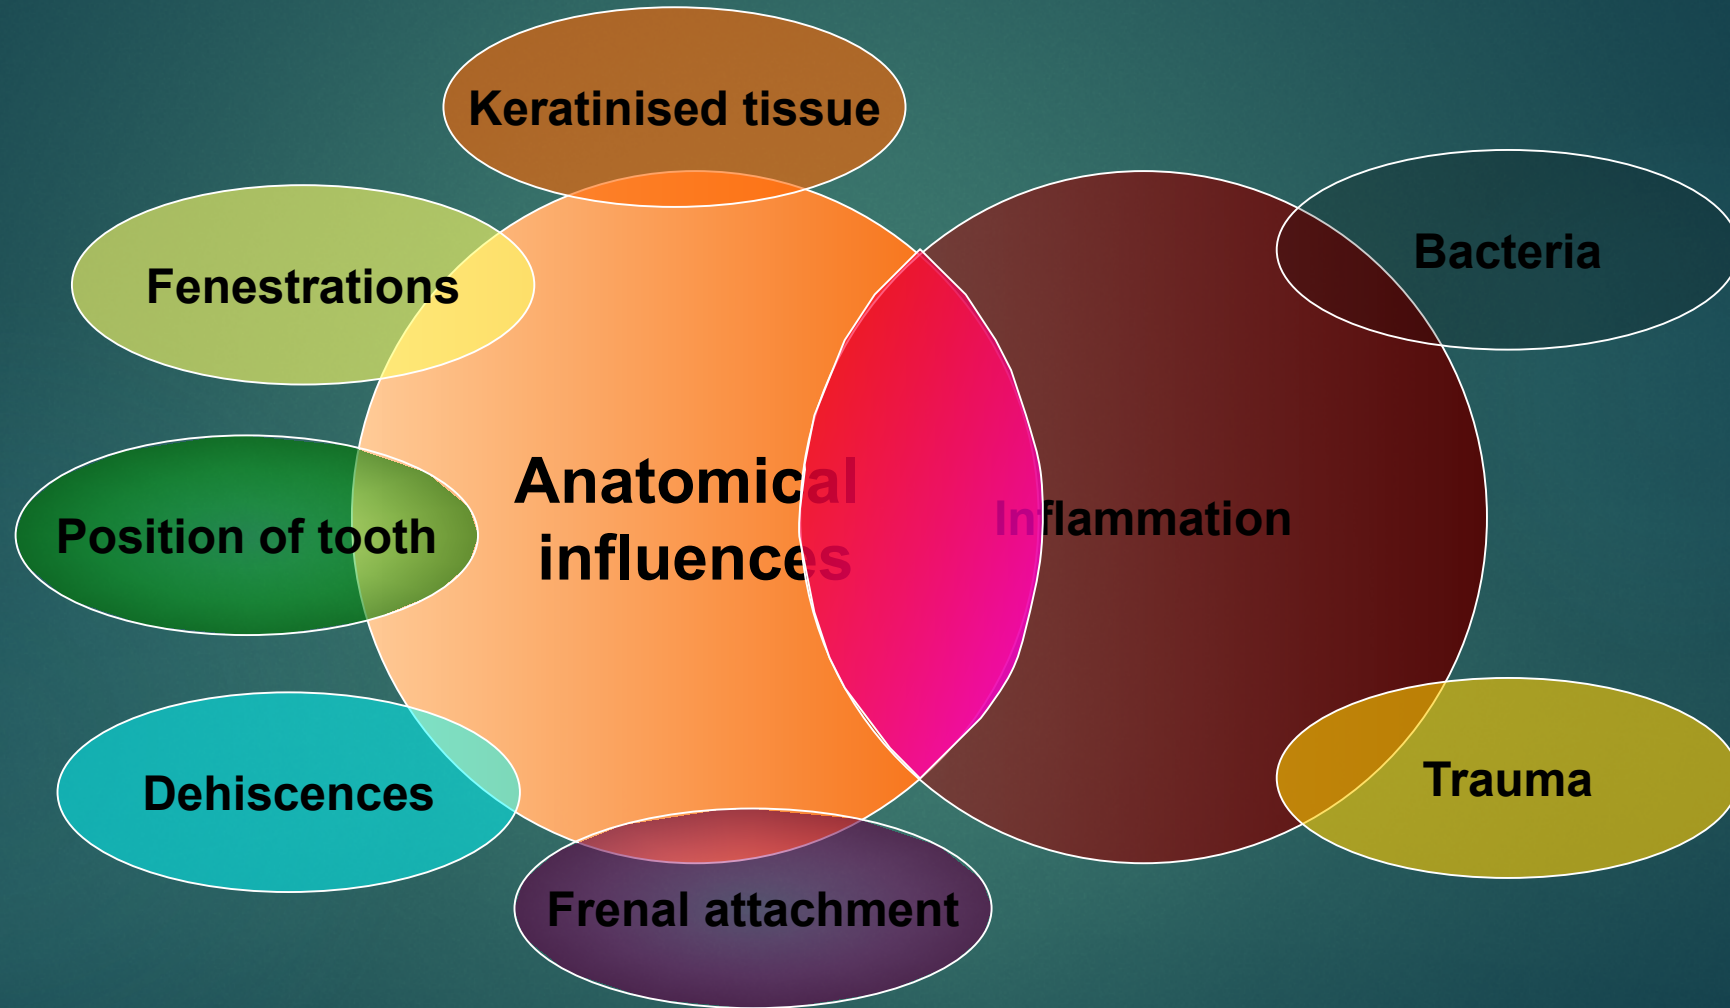 Keratinised tissue
Bacteria
Fenestrations
Anatomical
influences
Inflammation
Position of tooth
Dehiscences
Trauma
Frenal attachment